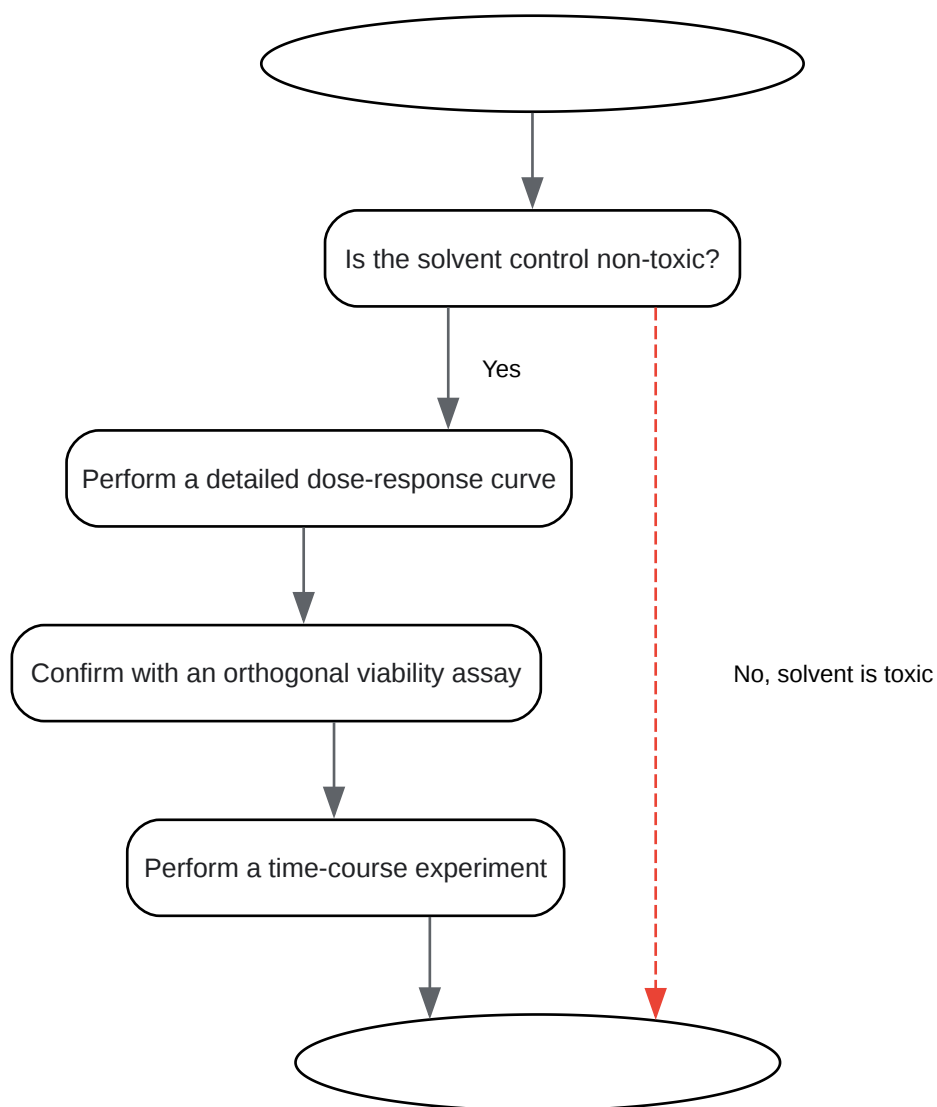 Is the solvent control non-toxic?
Yes
Perform a detailed dose-response curve
Confirm with an orthogonal viability assay
No, solvent is toxic
Perform a time-course experiment